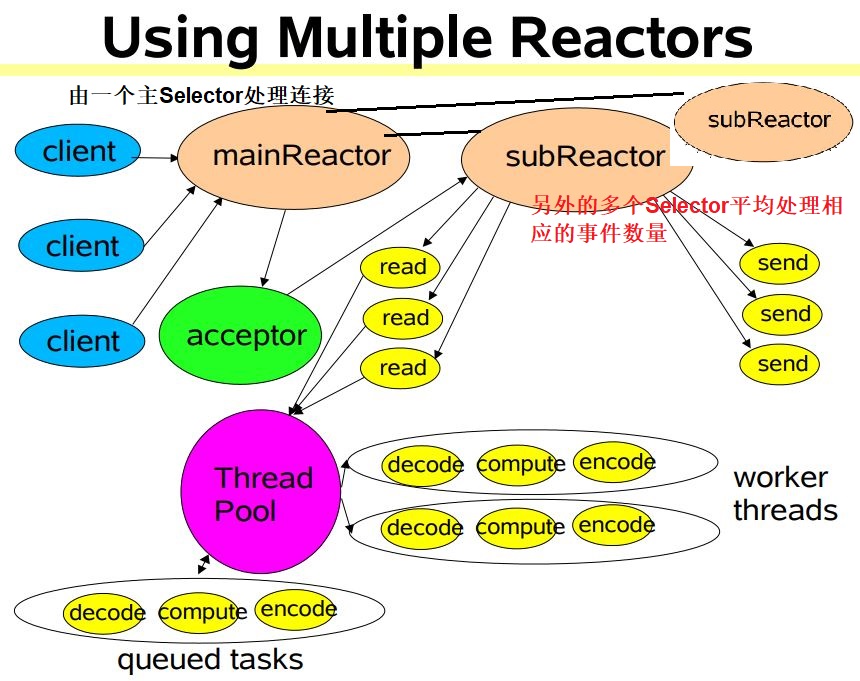 Using Multiple Reactors
由一个主Selector处理连接
client
mainReactor
subReactor
subReactor
另外的多个Selector平均处理相
应的事件数量
client
client
acceptor
read
read
read
send
send
send
Thread
Pool
decode compute encode
decode compute encode
worker
threads
decode compute encode
queued tasks